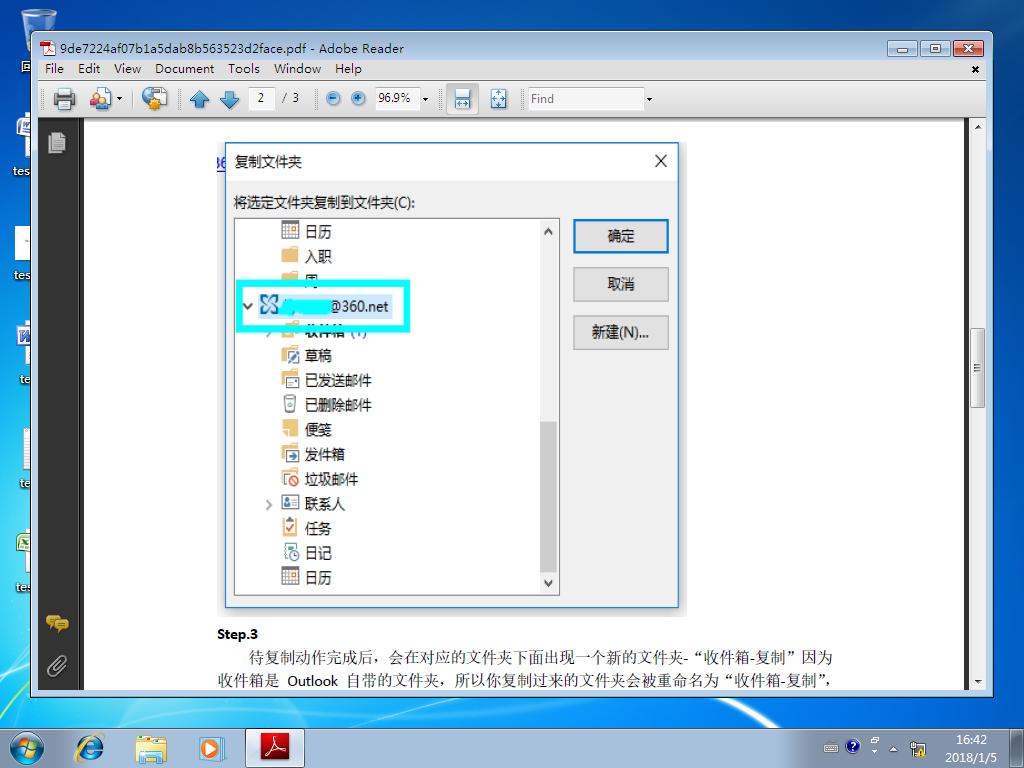 9de7224af07b1a5dab8b563523d2face.pdf - Adobe Reader
File Edit View Document Tools Window Help
2 / 3 96.9% Find
复制文件夹
将选定文件夹复制到文件夹(C):
日历
确定
入职
周
取消
@360.net
收件箱 (1)
新建(N)...
草稿
已发送邮件
已删除邮件
便笺
发件箱
垃圾邮件
联系人
任务
日记
日历
Step.3
待复制动作完成后，会在对应的文件夹下面出现一个新的文件夹-“收件箱-复制”因为
收件箱是 Outlook 自带的文件夹，所以你复制过来的文件夹会被重命名为“收件箱-复制”，
16:42
2018/1/5